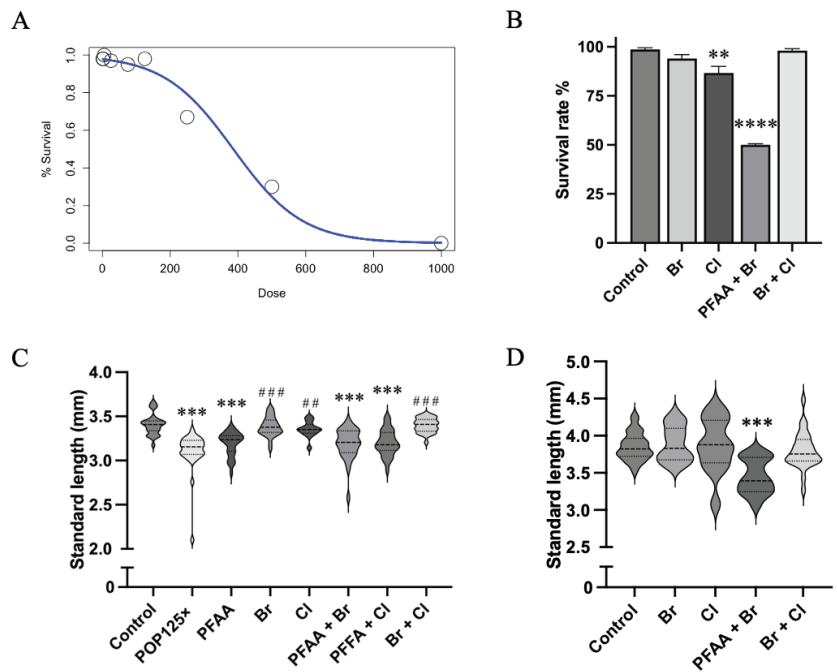 A
% Survival
1.0
0.8
0.6
0.4
0.2
0.0
0
200
400
600
800
1000
Dose
B
Survival rate %
100
75
50
25
0
**
****
Control
Br
Cl
PFAA + Br
Br + Cl
C
Standard length (mm)
4.0
3.5
3.0
2.5
2.0
0
***
***
###
##
***
***
###
Control
POP125×
PFAA
Br
Cl
PFAA + Br
PFFA + Cl
Br + Cl
D
Standard length (mm)
5.0
4.5
4.0
3.5
3.0
2.5
0
***
Control
Br
Cl
PFAA + Br
Br + Cl